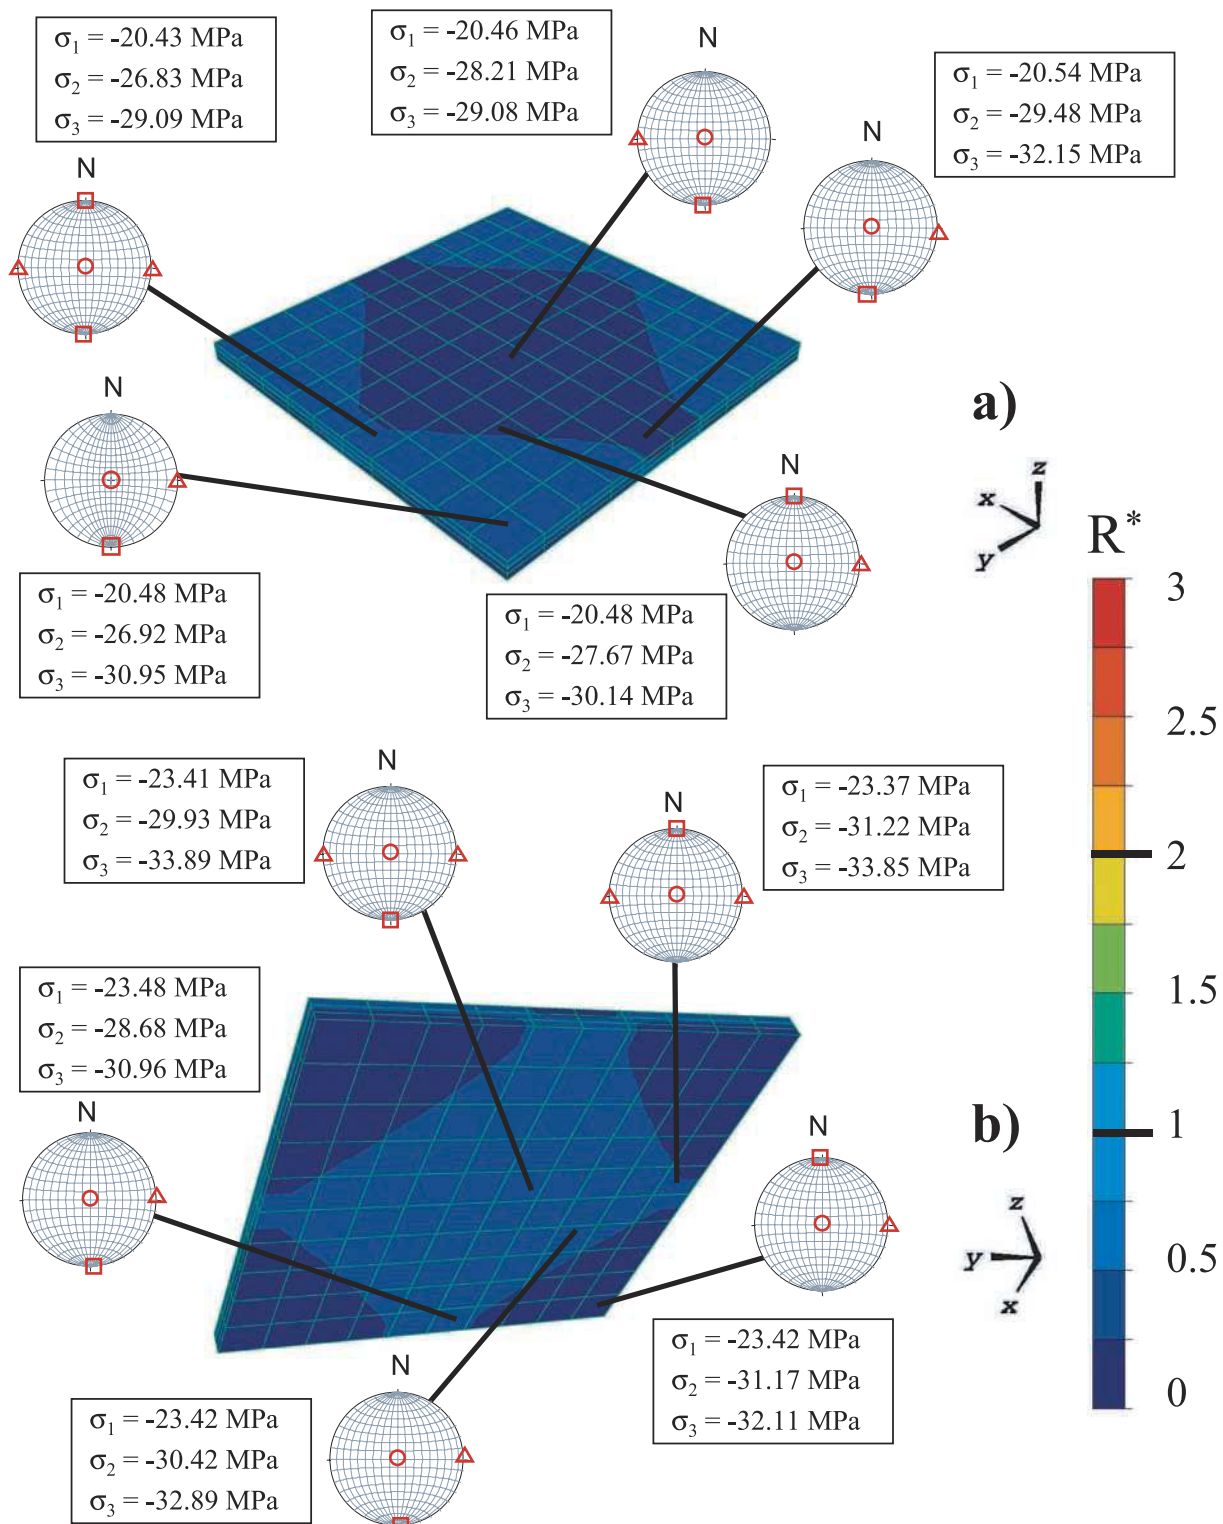 σ1 = -20.43 MPa
σ2 = -26.83 MPa
σ3 = -29.09 MPa
σ1 = -20.46 MPa
σ2 = -28.21 MPa
σ3 = -29.08 MPa
N
σ1 = -20.54 MPa
σ2 = -29.48 MPa
σ3 = -32.15 MPa
N
N
N
a)
z
x
y
R*
N
σ1 = -20.48 MPa
σ2 = -26.92 MPa
σ3 = -30.95 MPa
σ1 = -20.48 MPa
σ2 = -27.67 MPa
σ3 = -30.14 MPa
3
2.5
2
1.5
1
0.5
0
σ1 = -23.41 MPa
σ2 = -29.93 MPa
σ3 = -33.89 MPa
N
N
σ1 = -23.37 MPa
σ2 = -31.22 MPa
σ3 = -33.85 MPa
σ1 = -23.48 MPa
σ2 = -28.68 MPa
σ3 = -30.96 MPa
N
N
b)
z
y
x
σ1 = -23.42 MPa
σ2 = -31.17 MPa
σ3 = -32.11 MPa
N
σ1 = -23.42 MPa
σ2 = -30.42 MPa
σ3 = -32.89 MPa